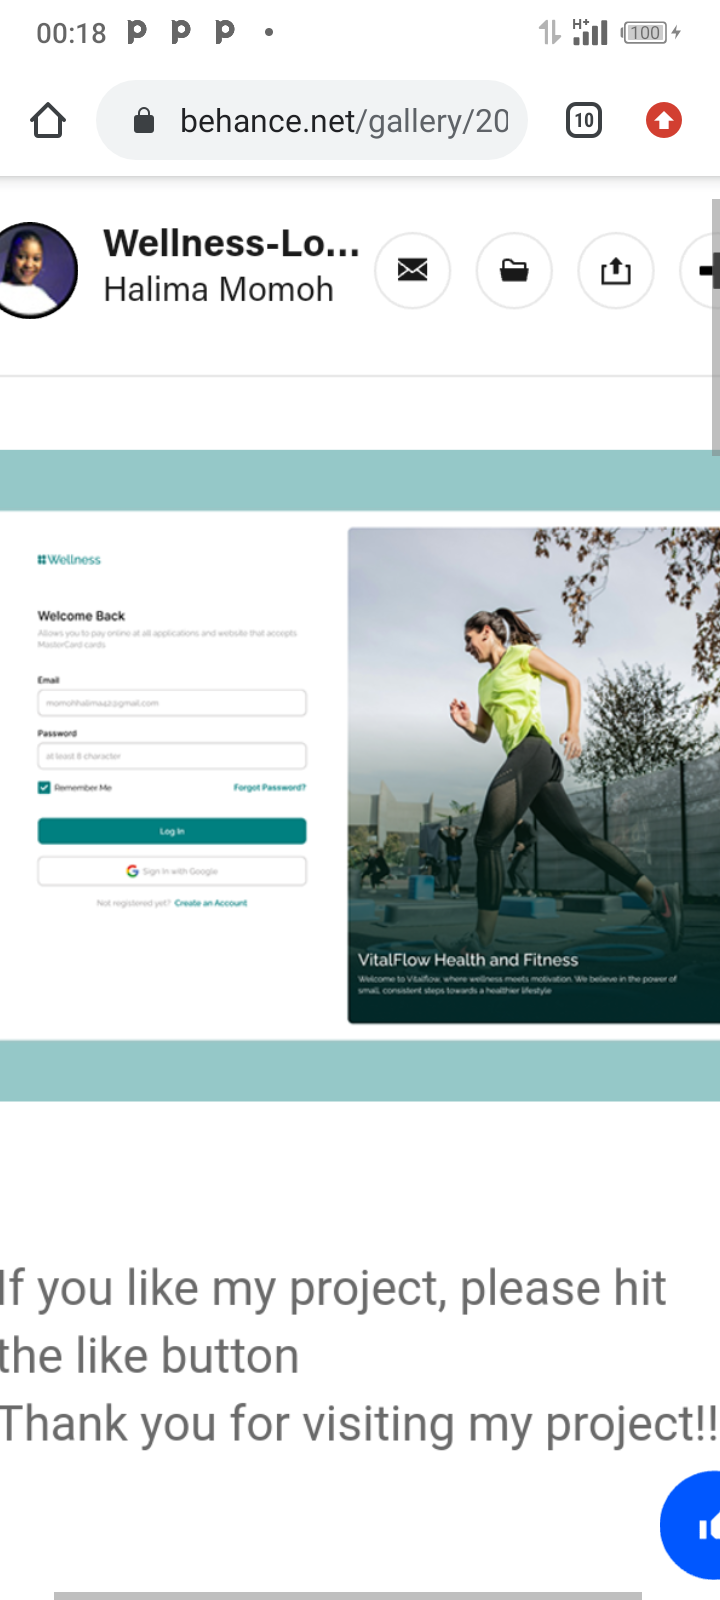 00:18
H+
100
behance.net/gallery/20
10
Wellness-Lo...
Halima Momoh
Wellness
Welcome Back
Allows you to pay online at all applications and website that accepts
MasterCard cards
Email
momohhalima42@gmail.com
Password
at least 8 character
Remember Me
Forgot Password?
Log In
Sign In with Google
Not registered yet? Create an Account
VitalFlow Health and Fitness
Welcome to Vitalflow, where wellness meets motivation. We believe in the power of
small, consistent steps towards a healthier lifestyle
If you like my project, please hit
the like button
Thank you for visiting my project!!